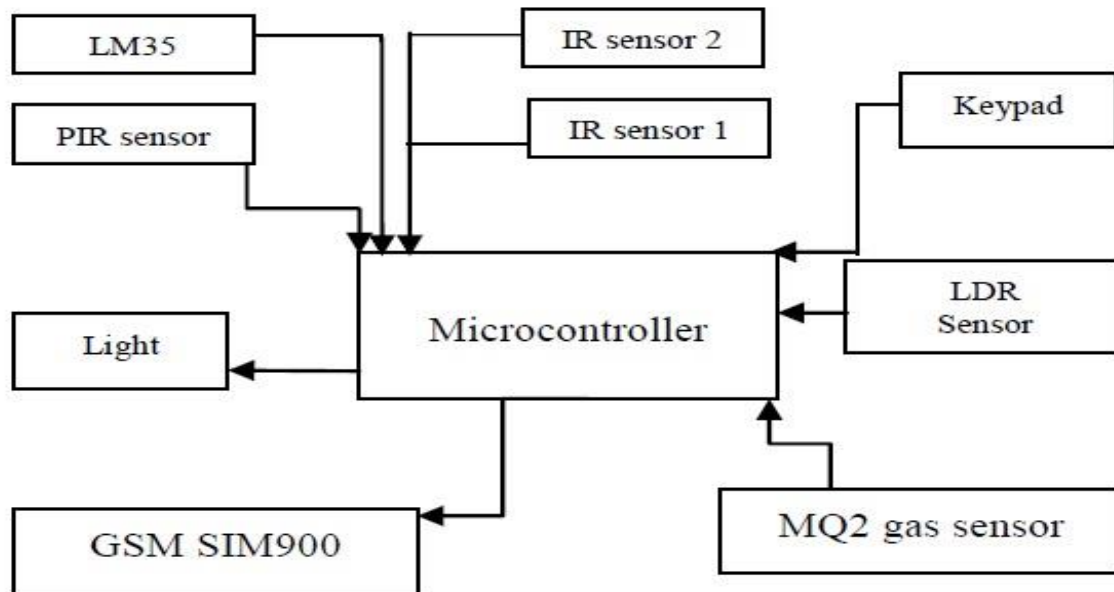 LM35
IR sensor 2
Keypad
PIR sensor
IR sensor 1
LDR
Sensor
Microcontroller
Light
MQ2 gas sensor
GSM SIM900